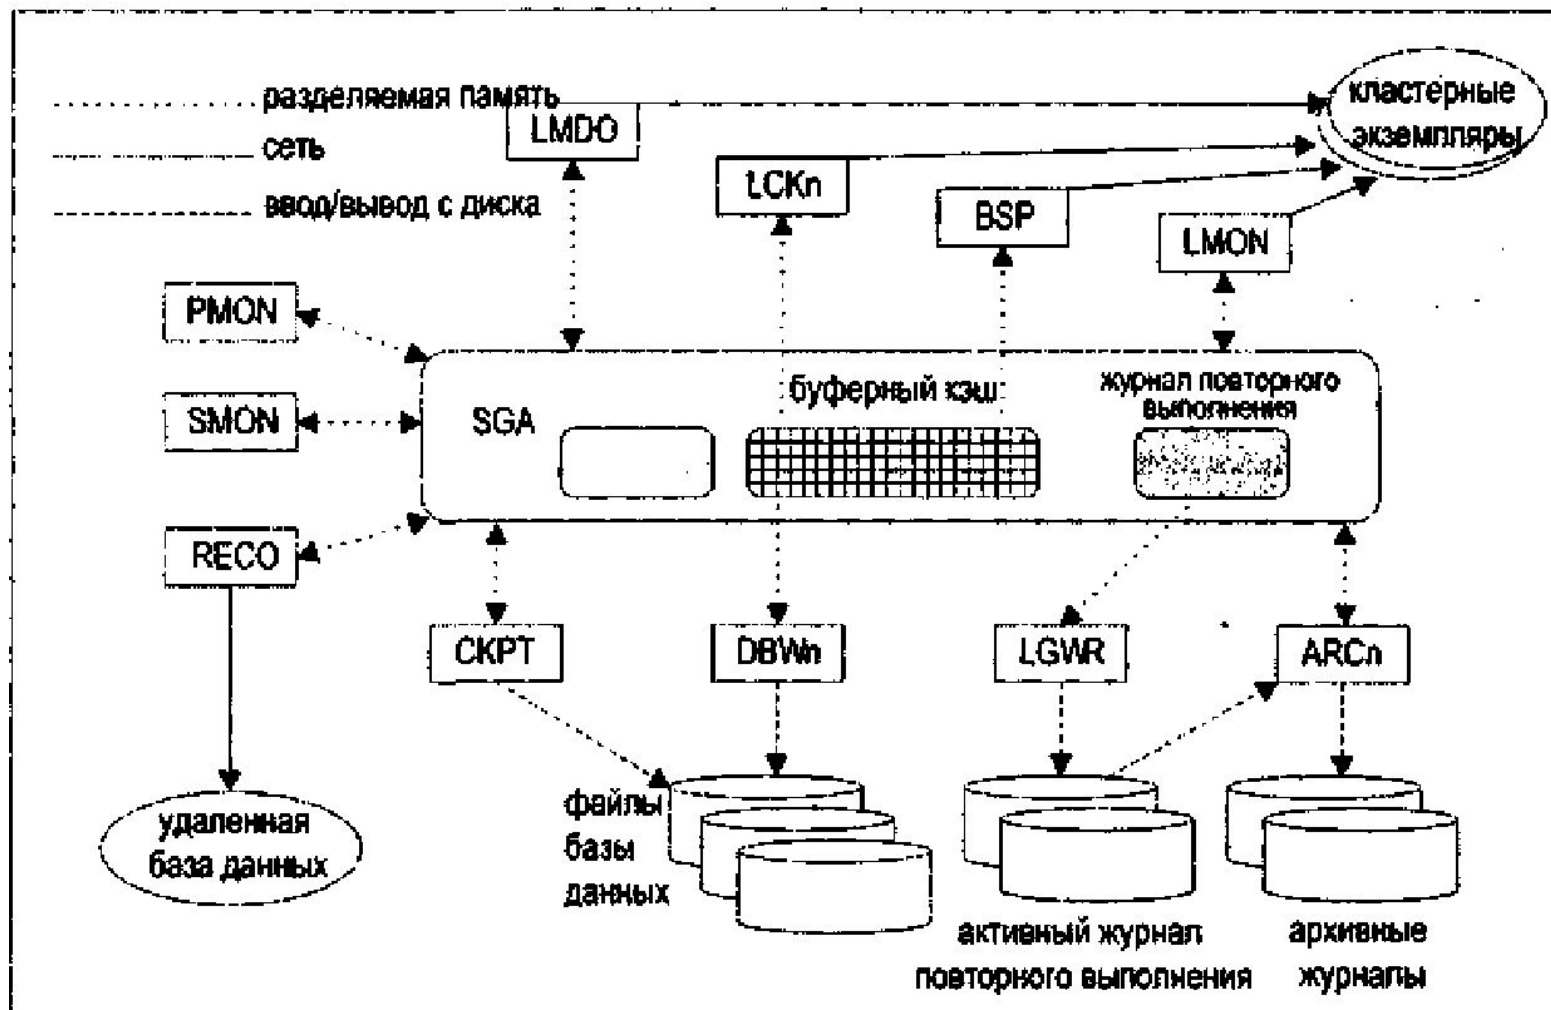 разделяемая память
сеть
ввод/вывод с диска
LMDO
LCKn
BSP
LMON
кластерные
экземпляры
PMON
SMON
RECO
SGA
буферный кэш
журнал повторного
выполнения
CKPT
DBWn
LGWR
ARCn
удаленная
база данных
файлы
базы
данных
активный журнал
повторного выполнения
архивные
журналы